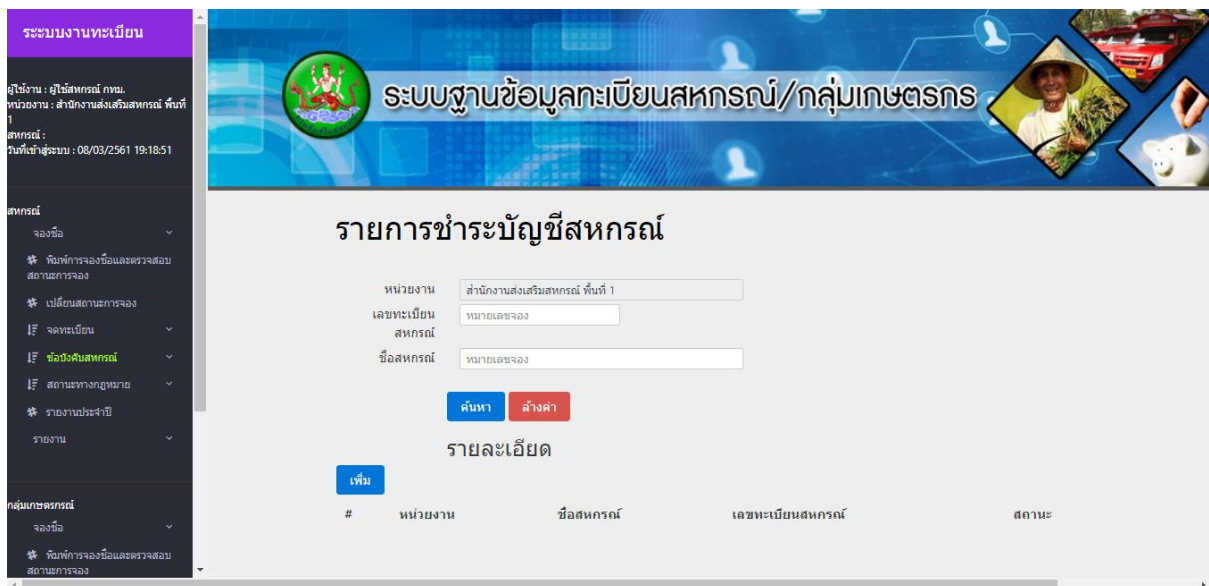 ระะบบงานทะเบียน
ผู้ใช้งาน : ผู้ใช้สหกรณ์ กทม.
หน่วยงาน : สำนักงานส่งเสริมสหกรณ์ พื้นที่
1
สหกรณ์ :
วันที่เข้าสู่ระบบ : 08/03/2561 19:18:51
สหกรณ์
จองชื่อ
พิมพ์การจองชื่อและตรวจสอบ
สถานะการจอง
เปลี่ยนสถานะการจอง
จดทะเบียน
ข้อบังคับสหกรณ์
สถานะทางกฎหมาย
รายงานประจำปี
รายงาน
กลุ่มเกษตรกรณ์
จองชื่อ
พิมพ์การจองชื่อและตรวจสอบ
สถานะการจอง
ระบบฐานข้อมูลทะเบียนสหกรณ์/กลุ่มเกษตรกร
รายการชำระบัญชีสหกรณ์
หน่วยงาน สำนักงานส่งเสริมสหกรณ์ พื้นที่ 1
เลขทะเบียน หมายเลขจอง
สหกรณ์
ชื่อสหกรณ์ หมายเลขจอง
ค้นหา ล้างค่า
รายละเอียด
เพิ่ม
# หน่วยงาน ชื่อสหกรณ์ เลขทะเบียนสหกรณ์ สถานะ